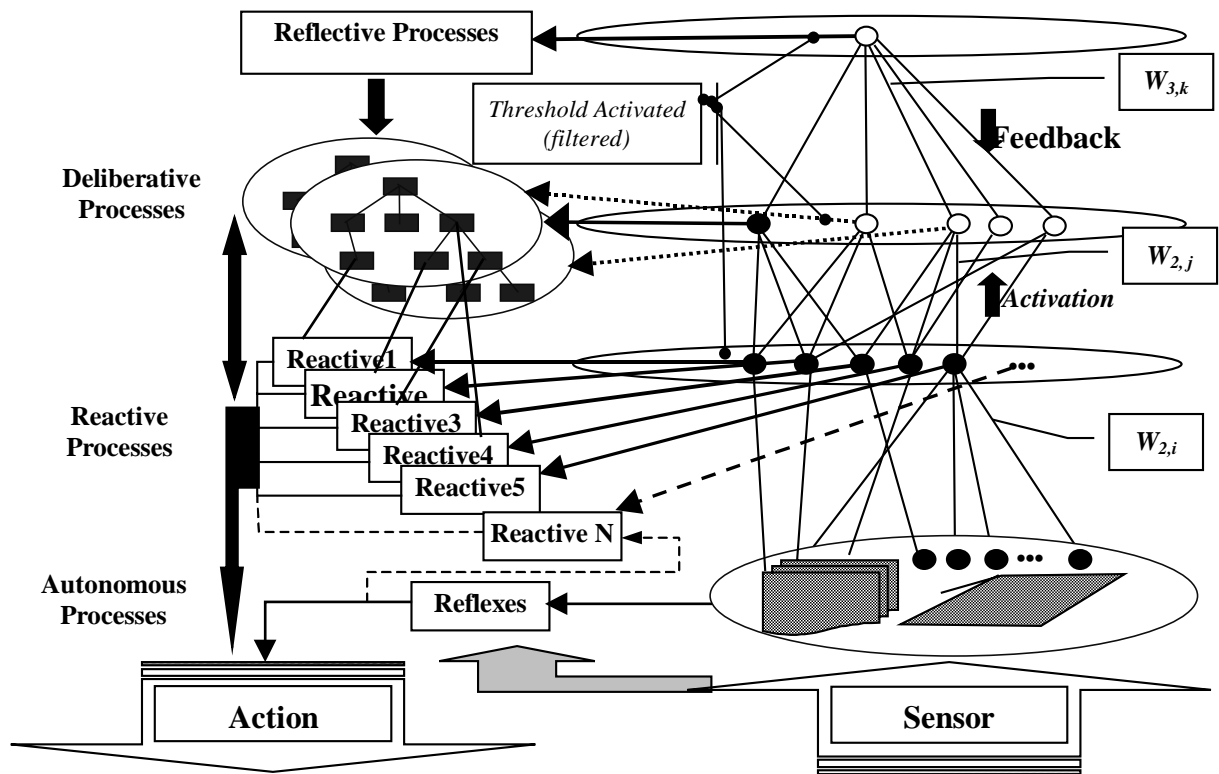 Reflective Processes
W3,k
Threshold Activated
(filtered)
Feedback
Deliberative
Processes
W2,j
Activation
Reactive1
Reactive
Reactive3
Reactive
Processes
Reactive4
W2,i
Reactive5
Reactive N
Autonomous
Processes
Reflexes
Action
Sensor